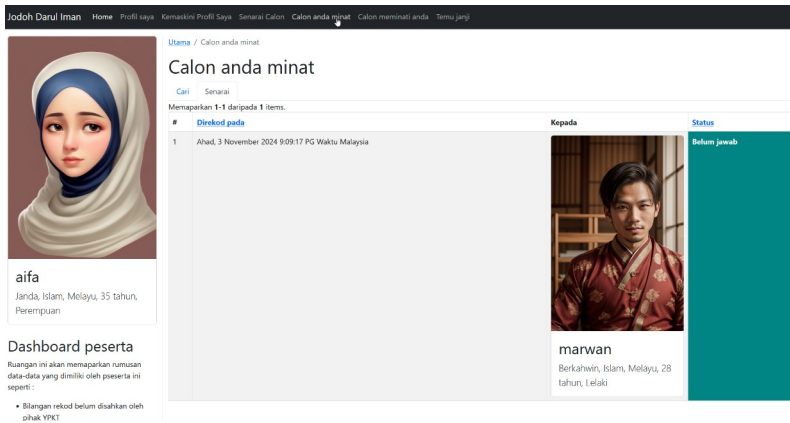 Jodoh Darul Iman Home Profil saya Kemaskini Profil Saya Senarai Calon Calon anda minat Calon meminati anda Temu janji
Utama / Calon anda minat
Calon anda minat
Cari Senarai
Memaparkan 1-1 daripada 1 items.
# Direkod pada Kepada Status
1 Ahad, 3 November 2024 9:09:17 PG Waktu Malaysia Belum jawab
marwan
Berkahwin, Islam, Melayu, 28
tahun, Lelaki
aifa
Janda, Islam, Melayu, 35 tahun,
Perempuan
Dashboard peserta
Ruangan ini akan memaparkan rumusan
data-data yang dimiliki oleh pseserta ini
seperti :
• Bilangan rekod belum disahkan oleh
pihak YPKT